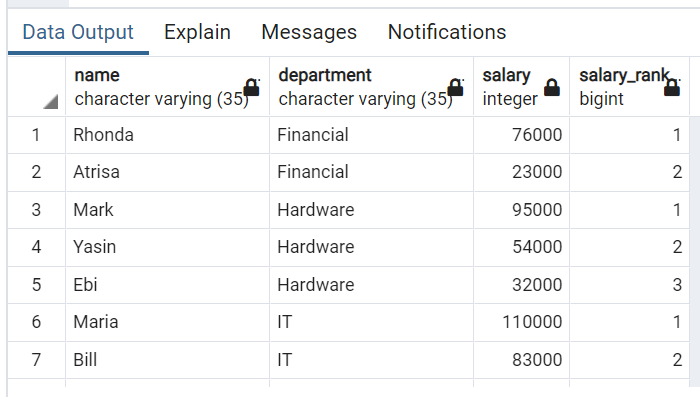 Data Output Explain Messages Notifications
name department salary salary_rank
character varying (35) character varying (35) integer bigint
1 Rhonda Financial 76000 1
2 Atrisa Financial 23000 2
3 Mark Hardware 95000 1
4 Yasin Hardware 54000 2
5 Ebi Hardware 32000 3
6 Maria IT 110000 1
7 Bill IT 83000 2